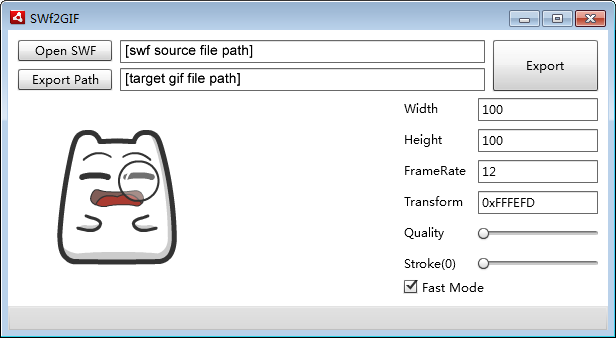 SWf2GIF
Open SWF
[swf source file path]
Export Path
[target gif file path]
Export
Width
100
Height
100
FrameRate
12
Transform
0xFFFEFD
Quality
Stroke(0)
Fast Mode